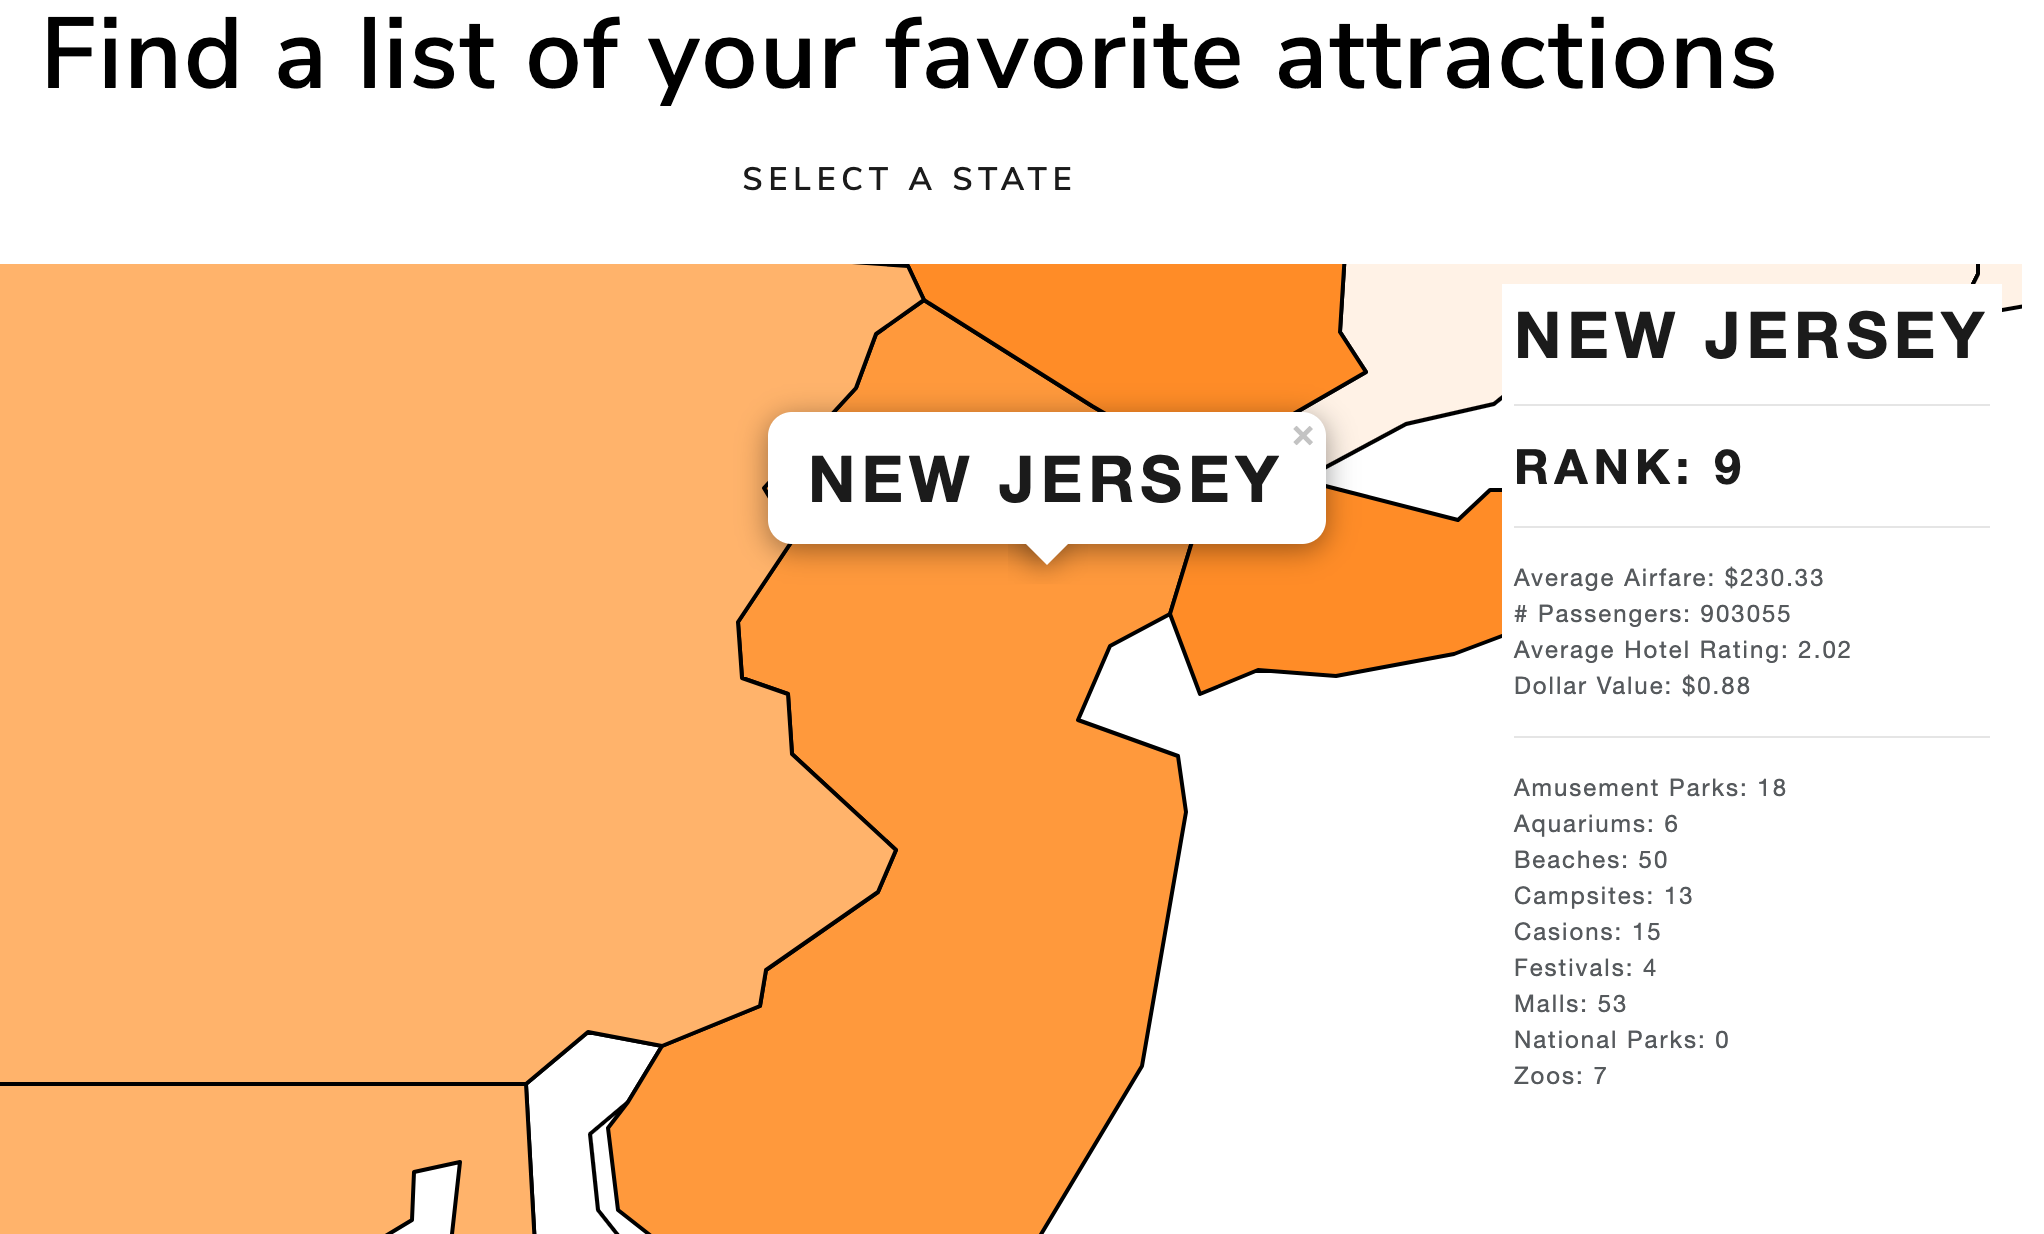 Find a list of your favorite attractions
SELECT A STATE
NEW JERSEY
×
NEW JERSEY
RANK: 9
Average Airfare: $230.33
# Passengers: 903055
Average Hotel Rating: 2.02
Dollar Value: $0.88
Amusement Parks: 18
Aquariums: 6
Beaches: 50
Campsites: 13
Casions: 15
Festivals: 4
Malls: 53
National Parks: 0
Zoos: 7